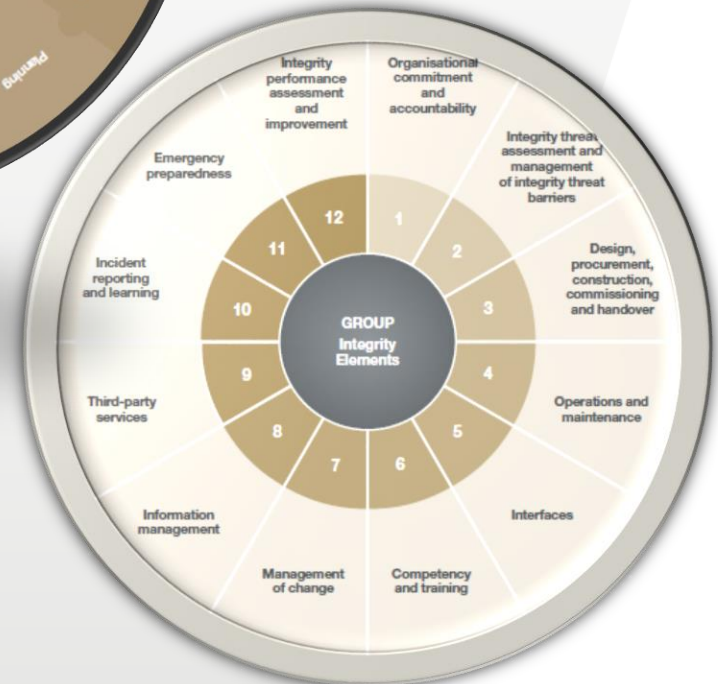 Planning
Integrity
performance
assessment
and
improvement
Organisational
commitment
and
accountability
Integrity threat
assessment and
management
of integrity threat
barriers
Design,
procurement,
construction,
commissioning
and handover
Operations and
maintenance
Interfaces
Competency
and training
Management
of change
Information
management
Third-party
services
Incident
reporting
and learning
Emergency
preparedness
12
1
2
3
4
5
6
7
8
9
10
11
GROUP
Integrity
Elements